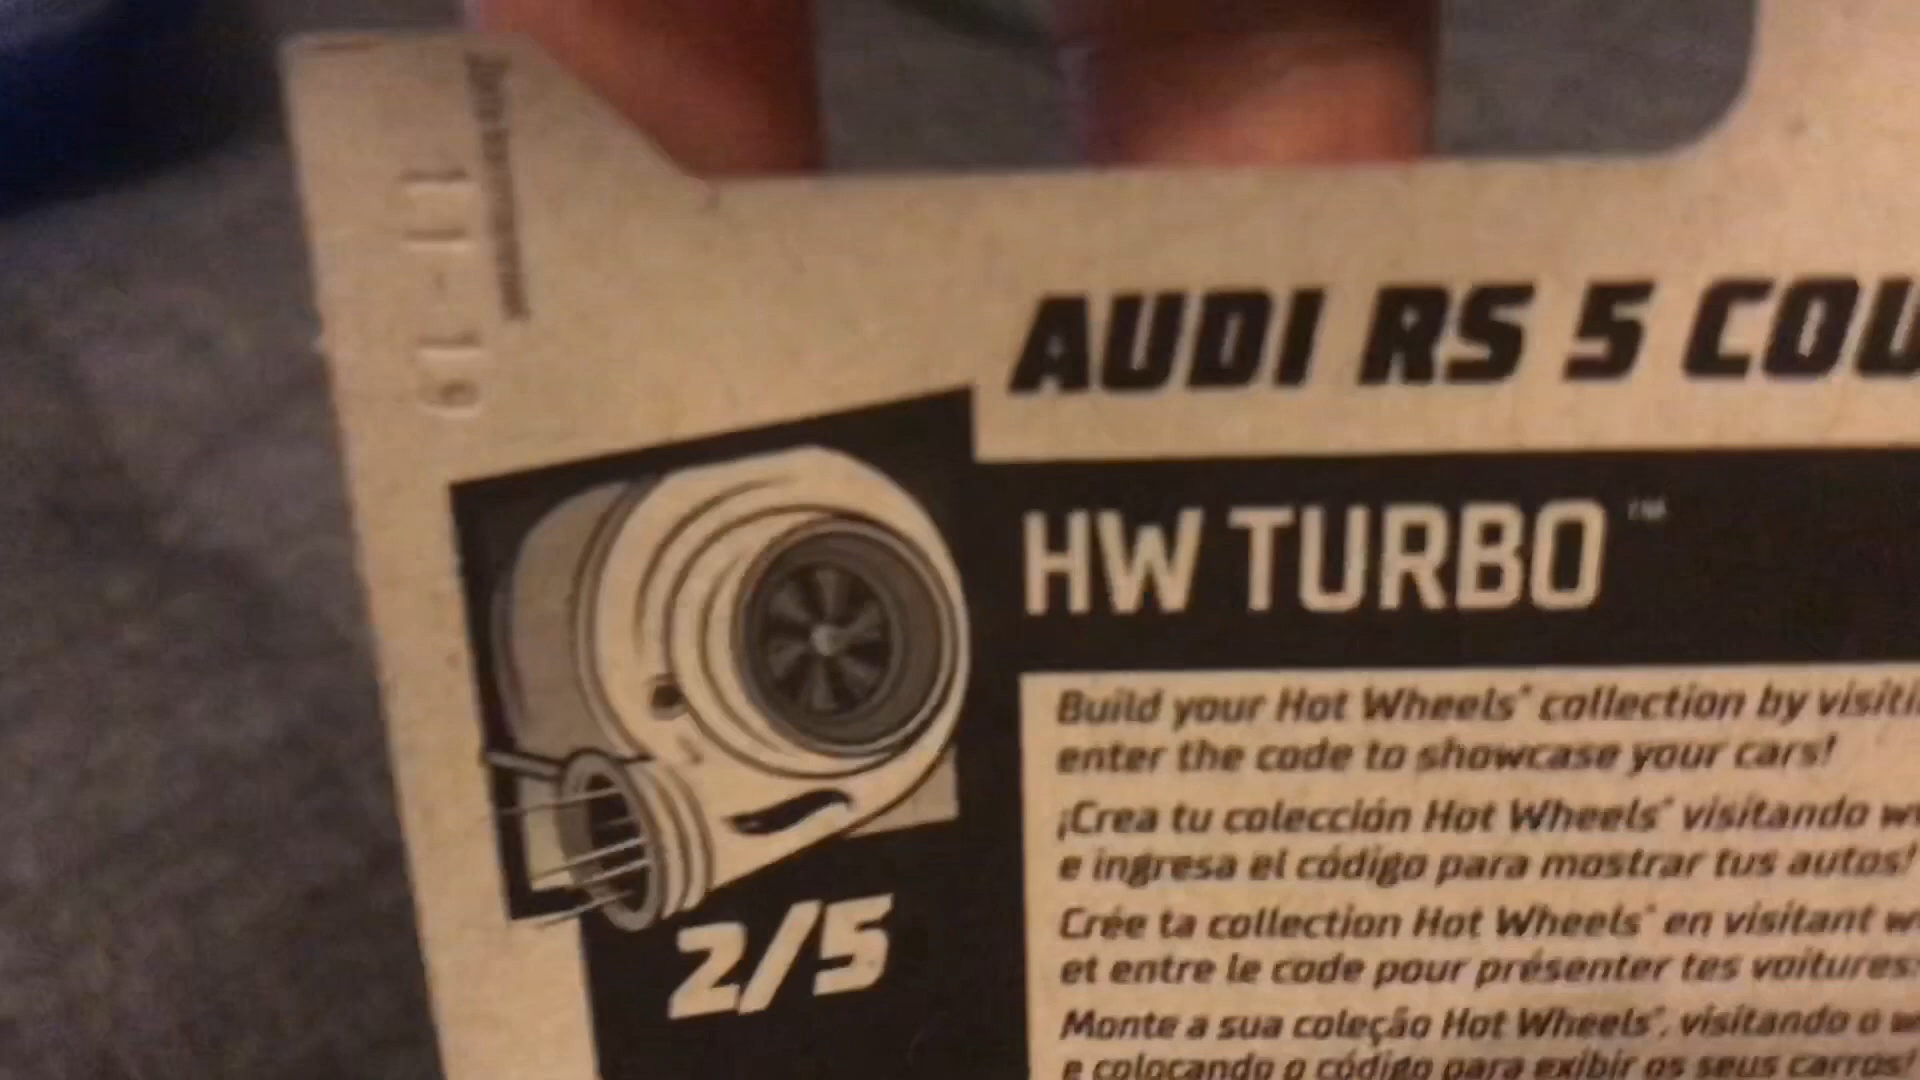 11-19
AUDI RS 5 COU
HW TURBO™
Build your Hot Wheels® collection by visiti
enter the code to showcase your cars!
¡Crea tu colección Hot Wheels® visitando w
e ingresa el código para mostrar tus autos!
Crée ta collection Hot Wheels® en visitant w
et entre le code pour présenter tes voitures
Monte a sua coleção Hot Wheels®, visitando o w
e colocando o código para exibir os seus carros!
2/5